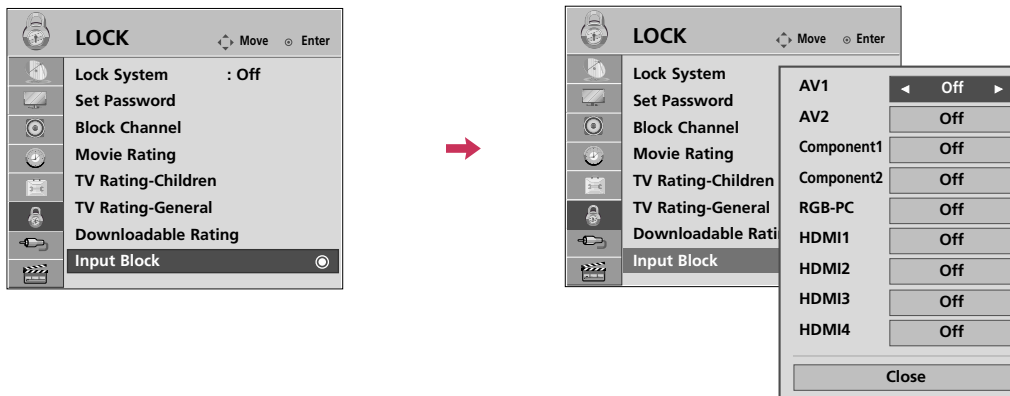 LOCK
Move Enter
Lock System : Off
Set Password
Block Channel
Movie Rating
TV Rating-Children
TV Rating-General
Downloadable Rating
Input Block
LOCK
Move Enter
Lock System
Set Password
Block Channel
Movie Rating
TV Rating-Children
TV Rating-General
Downloadable Rati
Input Block
AV1 ◄ Off ►
AV2 Off
Component1 Off
Component2 Off
RGB-PC Off
HDMI1 Off
HDMI2 Off
HDMI3 Off
HDMI4 Off
Close